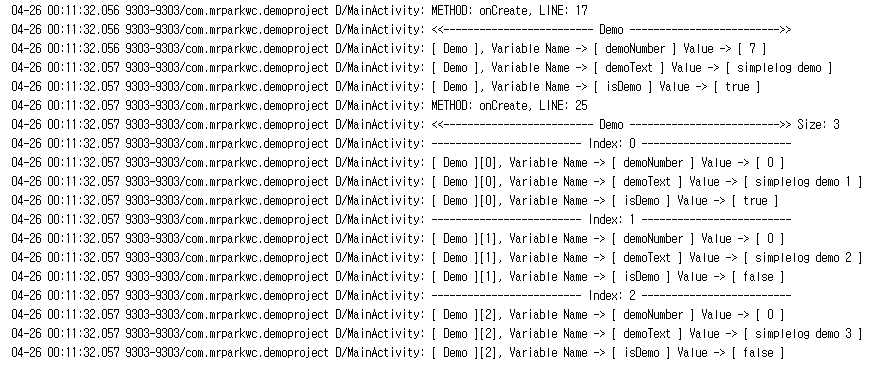 04-26 00:11:32.056 9303-9303/com.mrparkwc.demoproject D/MainActivity: METHOD: onCreate, LINE: 17
04-26 00:11:32.056 9303-9303/com.mrparkwc.demoproject D/MainActivity: <<------------------------- Demo ------------------------->>
04-26 00:11:32.056 9303-9303/com.mrparkwc.demoproject D/MainActivity: [ Demo ], Variable Name -> [ demoNumber ] Value -> [ 7 ]
04-26 00:11:32.057 9303-9303/com.mrparkwc.demoproject D/MainActivity: [ Demo ], Variable Name -> [ demoText ] Value -> [ simplelog demo ]
04-26 00:11:32.057 9303-9303/com.mrparkwc.demoproject D/MainActivity: [ Demo ], Variable Name -> [ isDemo ] Value -> [ true ]
04-26 00:11:32.057 9303-9303/com.mrparkwc.demoproject D/MainActivity: METHOD: onCreate, LINE: 25
04-26 00:11:32.057 9303-9303/com.mrparkwc.demoproject D/MainActivity: <<------------------------- Demo ------------------------->> Size: 3
04-26 00:11:32.057 9303-9303/com.mrparkwc.demoproject D/MainActivity: ------------------------- Index: 0 -------------------------
04-26 00:11:32.057 9303-9303/com.mrparkwc.demoproject D/MainActivity: [ Demo ][0], Variable Name -> [ demoNumber ] Value -> [ 0 ]
04-26 00:11:32.057 9303-9303/com.mrparkwc.demoproject D/MainActivity: [ Demo ][0], Variable Name -> [ demoText ] Value -> [ simplelog demo 1 ]
04-26 00:11:32.057 9303-9303/com.mrparkwc.demoproject D/MainActivity: [ Demo ][0], Variable Name -> [ isDemo ] Value -> [ true ]
04-26 00:11:32.057 9303-9303/com.mrparkwc.demoproject D/MainActivity: ------------------------- Index: 1 -------------------------
04-26 00:11:32.057 9303-9303/com.mrparkwc.demoproject D/MainActivity: [ Demo ][1], Variable Name -> [ demoNumber ] Value -> [ 0 ]
04-26 00:11:32.057 9303-9303/com.mrparkwc.demoproject D/MainActivity: [ Demo ][1], Variable Name -> [ demoText ] Value -> [ simplelog demo 2 ]
04-26 00:11:32.057 9303-9303/com.mrparkwc.demoproject D/MainActivity: [ Demo ][1], Variable Name -> [ isDemo ] Value -> [ false ]
04-26 00:11:32.057 9303-9303/com.mrparkwc.demoproject D/MainActivity: ------------------------- Index: 2 -------------------------
04-26 00:11:32.057 9303-9303/com.mrparkwc.demoproject D/MainActivity: [ Demo ][2], Variable Name -> [ demoNumber ] Value -> [ 0 ]
04-26 00:11:32.057 9303-9303/com.mrparkwc.demoproject D/MainActivity: [ Demo ][2], Variable Name -> [ demoText ] Value -> [ simplelog demo 3 ]
04-26 00:11:32.057 9303-9303/com.mrparkwc.demoproject D/MainActivity: [ Demo ][2], Variable Name -> [ isDemo ] Value -> [ false ]